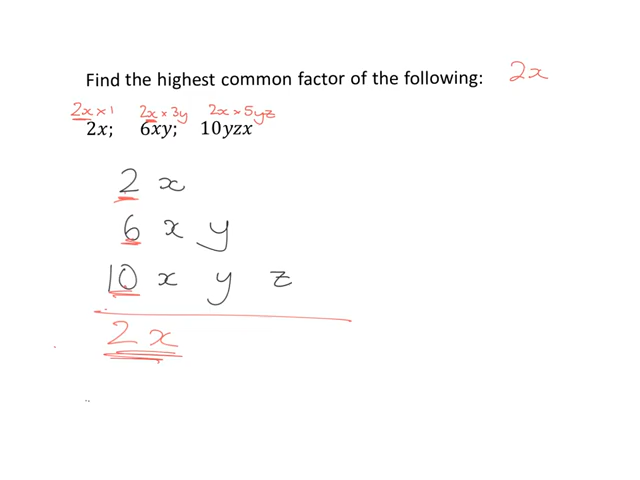 Find the highest common factor of the following: 2x
2x × 1 2x × 3y 2x × 5yz
2x; 6xy; 10yzx
2 x
6 x y
10 x y z
2 x